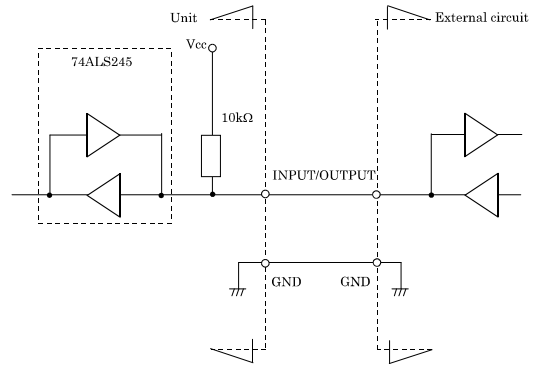 Unit
External circuit
Vcc
74ALS245
10kΩ
INPUT/OUTPUT
GND
GND